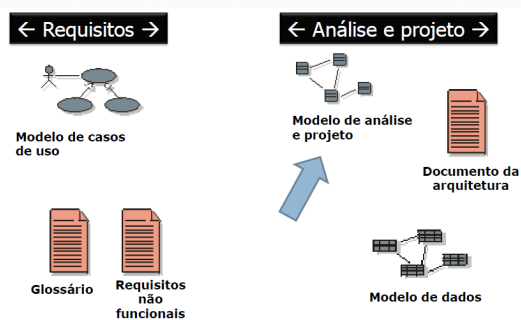 ← Requisitos →
Modelo de casos
de uso
Glossário
Requisitos
não
funcionais
← Análise e projeto →
Modelo de análise
e projeto
Documento da
arquitetura
Modelo de dados